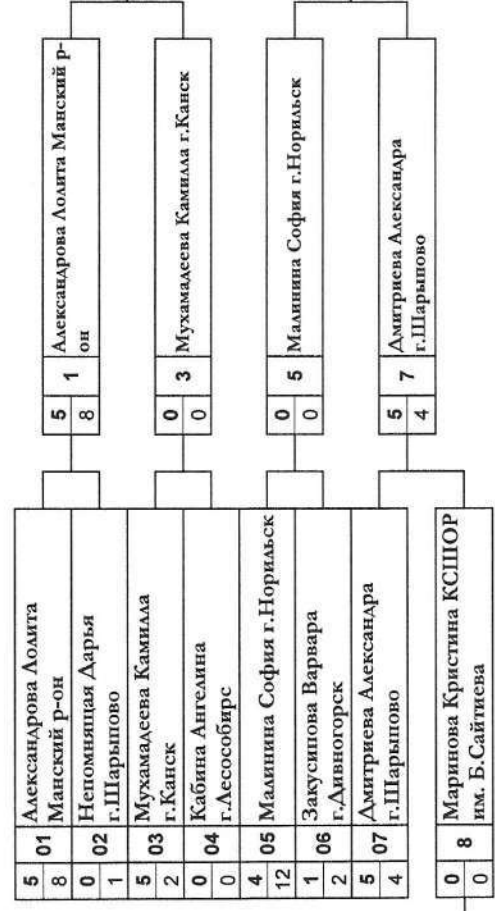 5
8
01
Александрова Лолита
Манский р-он
0
1
02
Непомнящая Дарья
г.Шарыпово
5
2
03
Мухамадеева Камилла
г.Канск
0
0
04
Кабина Ангелина
г.Лесособирс
4
12
05
Малинина София г.Норильск
1
2
06
Закусипова Варвара
г.Дивногорск
5
4
07
Дмитриева Александра
г.Шарыпово
0
0
8
Маринова Кристина КСШОР
им. Б.Сайтиева
5
8
1
Александрова Лолита Манский р-
он
0
0
3
Мухамадеева Камилла г.Канск
0
0
5
Малинина София г.Норильск
5
4
7
Дмитриева Александра
г.Шарыпово